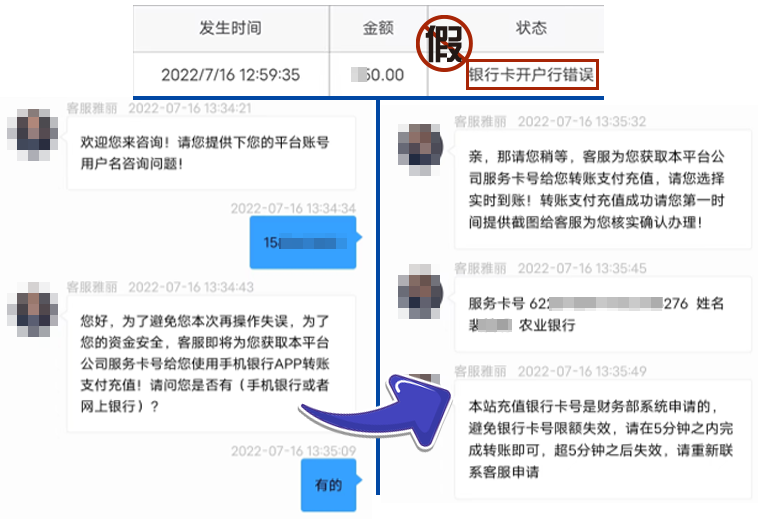 发生时间 金额 状态
假
2022/7/16 12:59:35 60.00 银行卡开户行错误
客服雅丽 2022-07-16 13:34:21
欢迎您来咨询！请您提供下您的平台账号
用户名咨询问题！
2022-07-16 13:34:34
15
客服雅丽 2022-07-16 13:34:43
您好，为了避免您本次再操作失误，为了
您的资金安全，客服即将为您获取本平台
公司服务卡号给您使用手机银行APP转账
支付充值！请问您是否有（手机银行或者
网上银行）？
2022-07-16 13:35:09
有的
客服雅丽 2022-07-16 13:35:32
亲，那请您稍等，客服为您获取本平台公
司服务卡号给您转账支付充值，请您选择
实时到账！转账支付充值成功请您第一时
间提供截图给客服为您核实确认办理！
客服雅丽 2022-07-16 13:35:45
服务卡号 622 276 姓名
裴 农业银行
客服雅丽 2022-07-16 13:35:49
本站充值银行卡号是财务部系统申请的，
避免银行卡号限额失效，请在5分钟之内完
成转账即可，超5分钟之后失效，请重新联
系客服申请